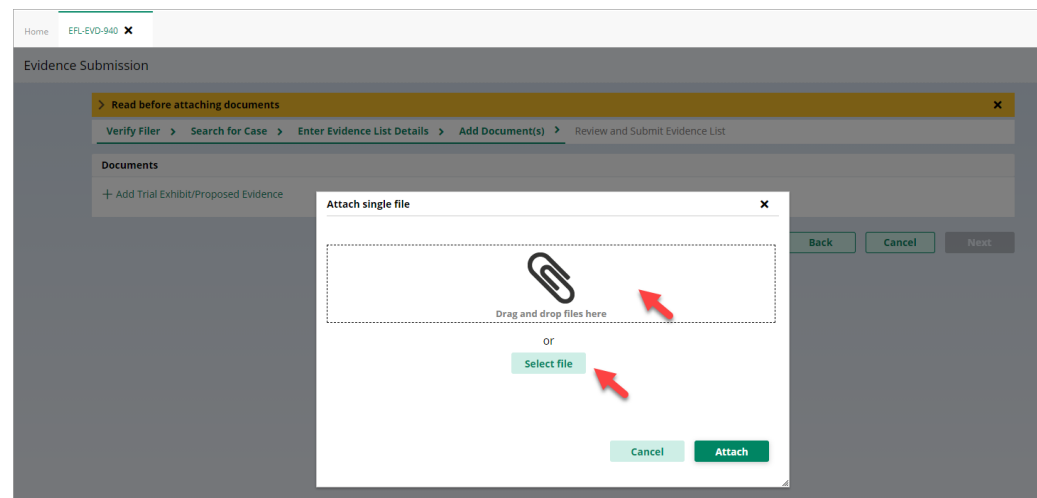 Home EFL-EVD-940
Evidence Submission
Read before attaching documents
Verify Filer Search for Case Enter Evidence List Details Add Document(s) Review and Submit Evidence List
Documents
+ Add Trial Exhibit/Proposed Evidence
Attach single file
Back Cancel Next
Drag and drop files here
or
Select file
Cancel Attach